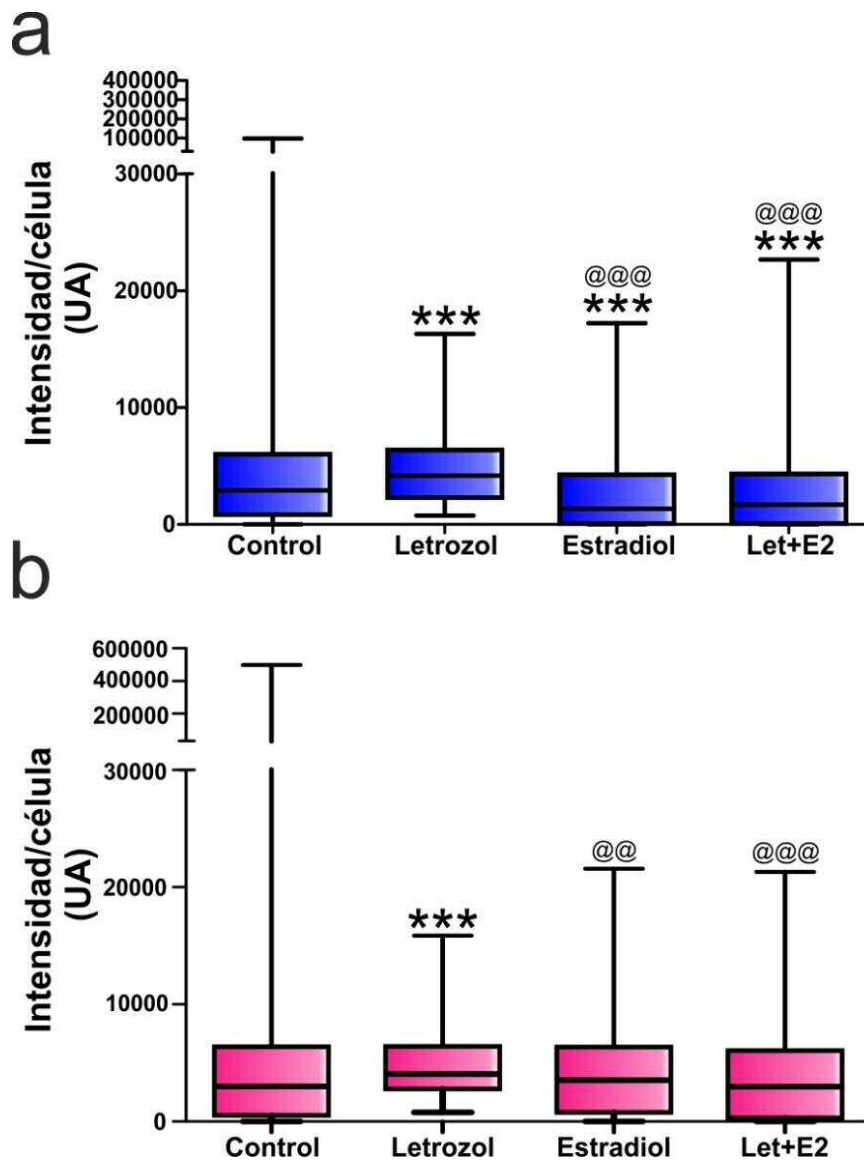 a
400000
300000
200000
100000
30000
20000
10000
0
Intensidad/célula
(UA)
***
@@@
***
@@@
***
Control Letrozol Estradiol Let+E2
b
600000
400000
200000
30000
20000
10000
0
Intensidad/célula
(UA)
***
@@
@@@
Control Letrozol Estradiol Let+E2